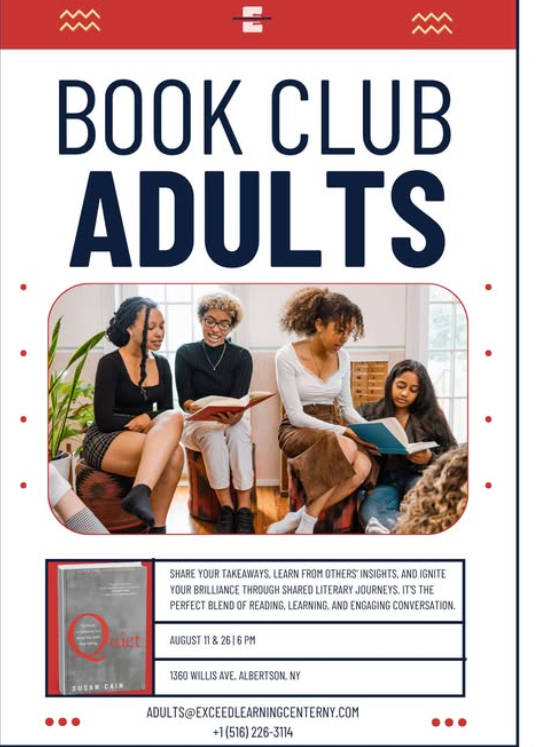 BOOK CLUB
ADULTS
SHARE YOUR TAKEAWAYS, LEARN FROM OTHERS' INSIGHTS, AND IGNITE
YOUR BRILLIANCE THROUGH SHARED LITERARY JOURNEYS. IT'S THE
PERFECT BLEND OF READING, LEARNING, AND ENGAGING CONVERSATION.
Quiet
SUSAN CAIN
AUGUST 11 & 26 | 6 PM
1360 WILLIS AVE, ALBERTSON, NY
ADULTS@EXCEEDLEARNINGCENTERNY.COM
+1 (516) 226-3114